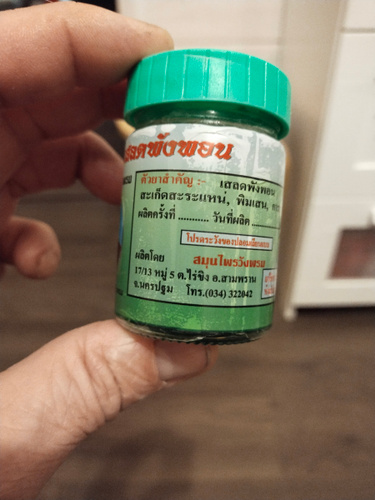 เสลดพังพอน
ตัวยาสำคัญ :- เสลดพังพอน
สะเก็ดสะระแหน่, พิมเสน,
ผลิตครั้งที่ ........... วันที่ผลิต
โปรดระวังของปลอมเลียนแบบ
ผลิตโดย สมุนไพรวังพรม
17/13 หมู่ 5 ต.ไร่ขิง อ.สามพราน
จ.นครปฐม โทร.(034) 322042